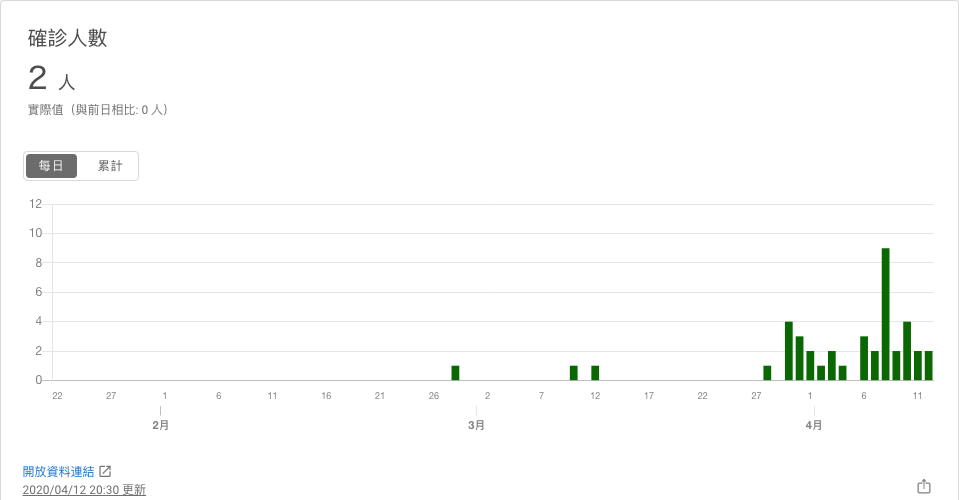 確診人數
2 人
實際值（與前日相比: 0 人）
每日 累計
12
10
8
6
4
2
0
22 27 1 6 11 16 21 26 2 7 12 17 22 27 1 6 11
2月 3月 4月
開放資料連結
2020/04/12 20:30 更新